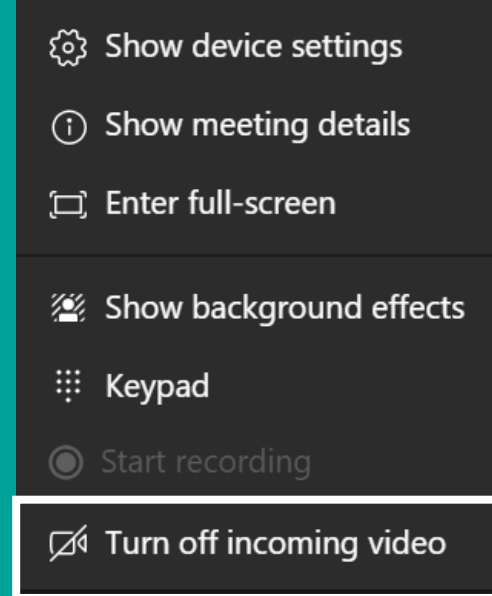 Show device settings
Show meeting details
Enter full-screen
Show background effects
Keypad
Start recording
Turn off incoming video